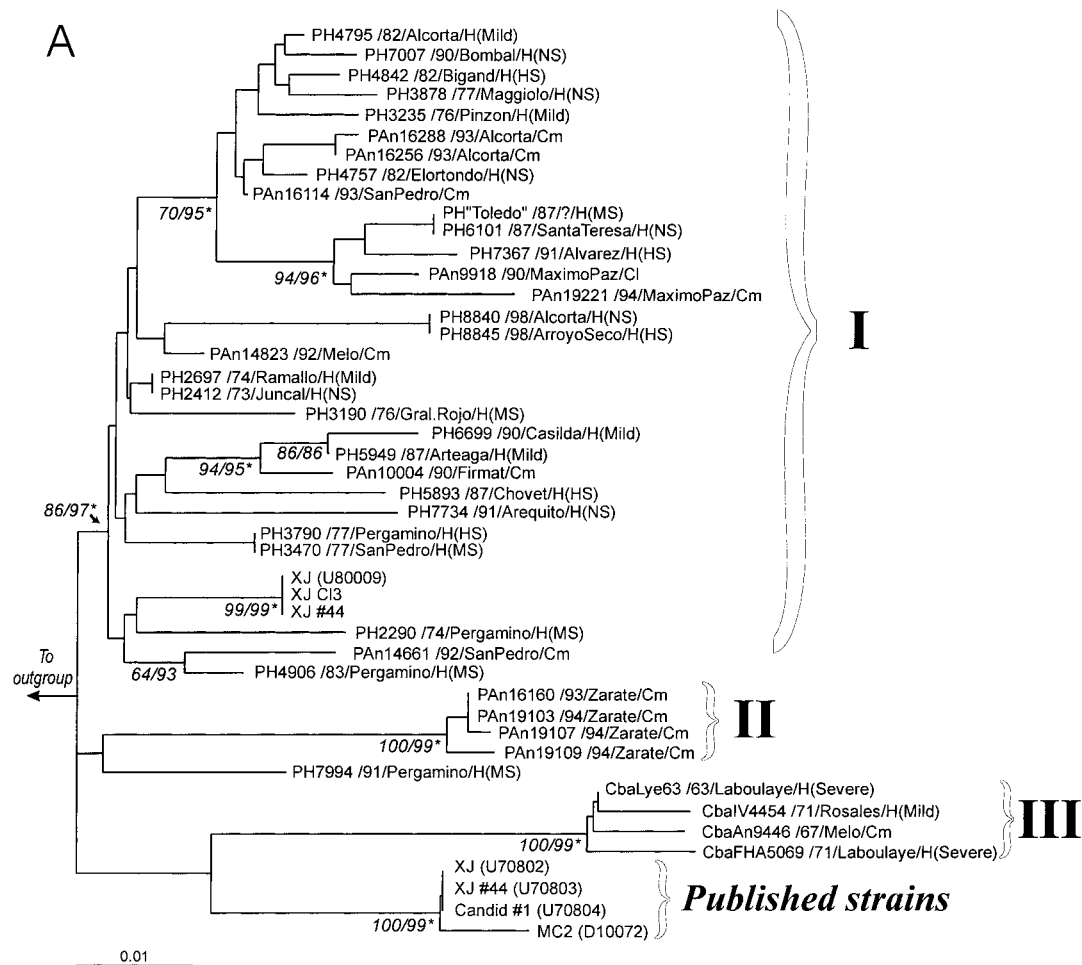 A
PH4795 /82/Alcorta/H(Mild)
PH7007 /90/Bombal/H(NS)
PH4842 /82/Bigand/H(HS)
PH3878 /77/Maggiolo/H(NS)
PH3235 /76/Pinzon/H(Mild)
PAn16288 /93/Alcorta/Cm
PAn16256 /93/Alcorta/Cm
PH4757 /82/Elortondo/H(NS)
PAn16114 /93/SanPedro/Cm
70/95*
PH"Toledo" /87/?/H(MS)
PH6101 /87/SantaTeresa/H(NS)
PH7367 /91/Alvarez/H(HS)
PAn9918 /90/MaximoPaz/Cl
94/96*
PAn19221 /94/MaximoPaz/Cm
PH8840 /98/Alcorta/H(NS)
PH8845 /98/ArroyoSeco/H(HS)
I
PAn14823 /92/Melo/Cm
PH2697 /74/Ramallo/H(Mild)
PH2412 /73/Juncal/H(NS)
PH3190 /76/Gral.Rojo/H(MS)
PH6699 /90/Casilda/H(Mild)
86/86
PH5949 /87/Arteaga/H(Mild)
94/95*
PAn10004 /90/Firmat/Cm
PH5893 /87/Chovet/H(HS)
86/97*
PH7734 /91/Arequito/H(NS)
PH3790 /77/Pergamino/H(HS)
PH3470 /77/SanPedro/H(MS)
XJ (U80009)
XJ Cl3
99/99*
XJ #44
PH2290 /74/Pergamino/H(MS)
PAn14661 /92/SanPedro/Cm
64/93
PH4906 /83/Pergamino/H(MS)
To
outgroup
PAn16160 /93/Zarate/Cm
PAn19103 /94/Zarate/Cm
II
PAn19107 /94/Zarate/Cm
100/99*
PAn19109 /94/Zarate/Cm
PH7994 /91/Pergamino/H(MS)
CbaLye63 /63/Laboulaye/H(Severe)
CbaIV4454 /71/Rosales/H(Mild)
III
CbaAn9446 /67/Melo/Cm
100/99*
CbaFHA5069 /71/Laboulaye/H(Severe)
XJ (U70802)
XJ #44 (U70803)
Published strains
Candid #1 (U70804)
100/99*
MC2 (D10072)
0.01